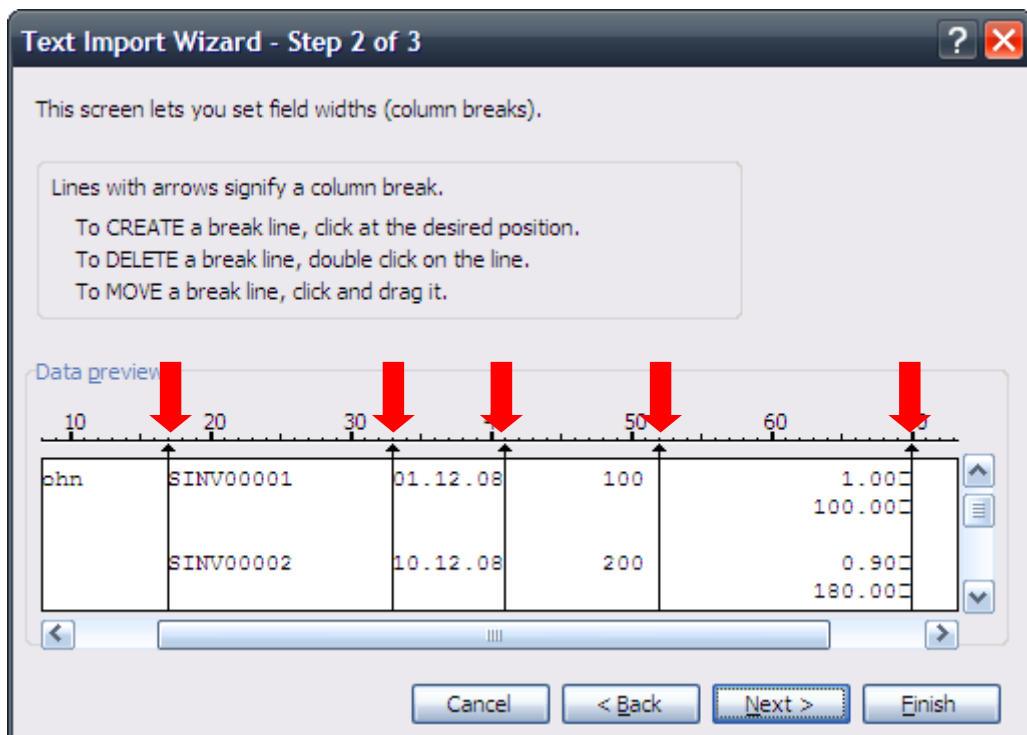 Text Import Wizard - Step 2 of 3
?
This screen lets you set field widths (column breaks).
Lines with arrows signify a column break.
To CREATE a break line, click at the desired position.
To DELETE a break line, double click on the line.
To MOVE a break line, click and drag it.
Data preview
10 20 30 50 60
ohn SINV00001 01.12.08 100 1.00□
100.00□
SINV00002 10.12.08 200 0.90□
180.00□
Cancel < Back Next > Finish